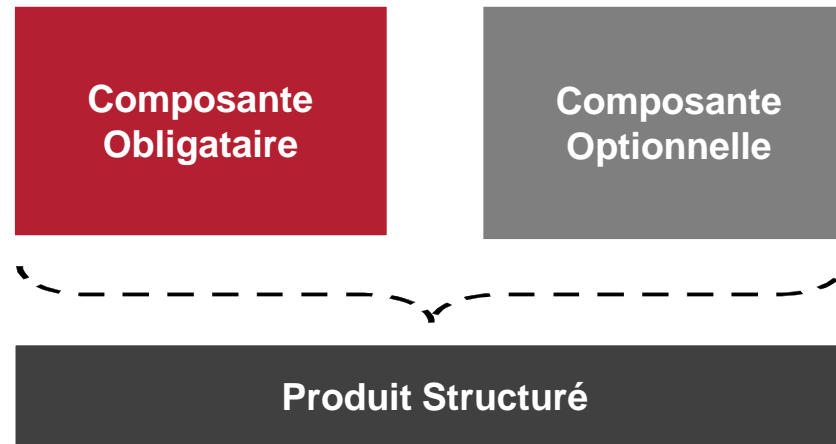 Composante
Obligataire
Composante
Optionnelle
Produit Structuré